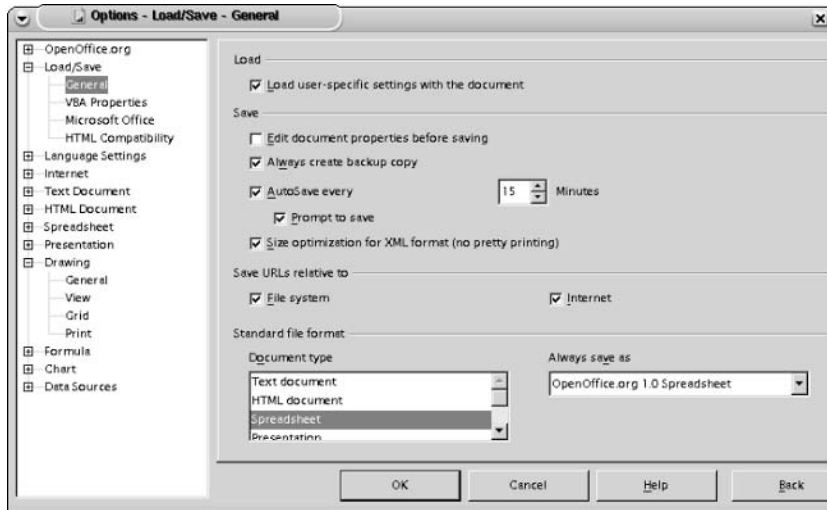 Options - Load/Save - General
OpenOffice.org
Load/Save
General
VBA Properties
Microsoft Office
HTML Compatibility
Language Settings
Internet
Text Document
HTML Document
Spreadsheet
Presentation
Drawing
General
View
Grid
Print
Formula
Chart
Data Sources
Load
Load user-specific settings with the document
Save
Edit document properties before saving
Always create backup copy
AutoSave every 15 Minutes
Prompt to save
Size optimization for XML format (no pretty printing)
Save URLs relative to
File system Internet
Standard file format
Document type Always save as
Text document OpenOffice.org 1.0 Spreadsheet
HTML document
Spreadsheet
Presentation
OK Cancel Help Back